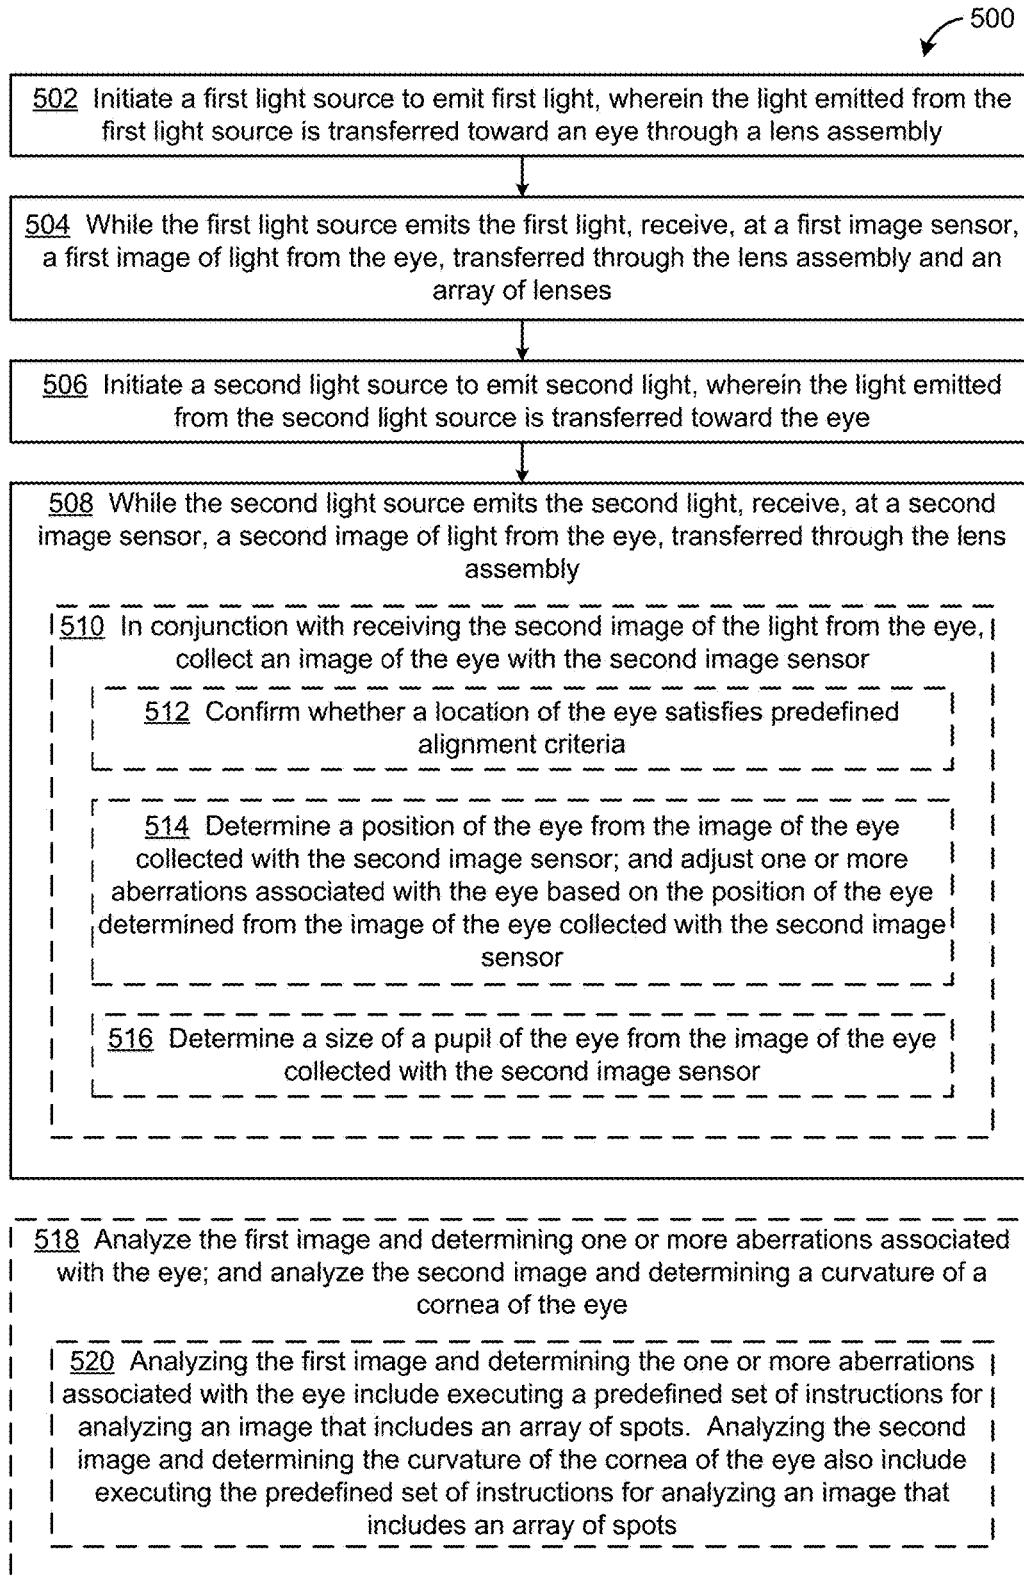 500
502 Initiate a first light source to emit first light, wherein the light emitted from the
first light source is transferred toward an eye through a lens assembly
504 While the first light source emits the first light, receive, at a first image sensor,
a first image of light from the eye, transferred through the lens assembly and an
array of lenses
506 Initiate a second light source to emit second light, wherein the light emitted
from the second light source is transferred toward the eye
508 While the second light source emits the second light, receive, at a second
image sensor, a second image of light from the eye, transferred through the lens
assembly
510 In conjunction with receiving the second image of the light from the eye,
collect an image of the eye with the second image sensor
512 Confirm whether a location of the eye satisfies predefined
alignment criteria
514 Determine a position of the eye from the image of the eye
collected with the second image sensor; and adjust one or more
aberrations associated with the eye based on the position of the eye
determined from the image of the eye collected with the second image
sensor
516 Determine a size of a pupil of the eye from the image of the eye
collected with the second image sensor
518 Analyze the first image and determining one or more aberrations associated
with the eye; and analyze the second image and determining a curvature of a
cornea of the eye
520 Analyzing the first image and determining the one or more aberrations
associated with the eye include executing a predefined set of instructions for
analyzing an image that includes an array of spots. Analyzing the second
image and determining the curvature of the cornea of the eye also include
executing the predefined set of instructions for analyzing an image that
includes an array of spots